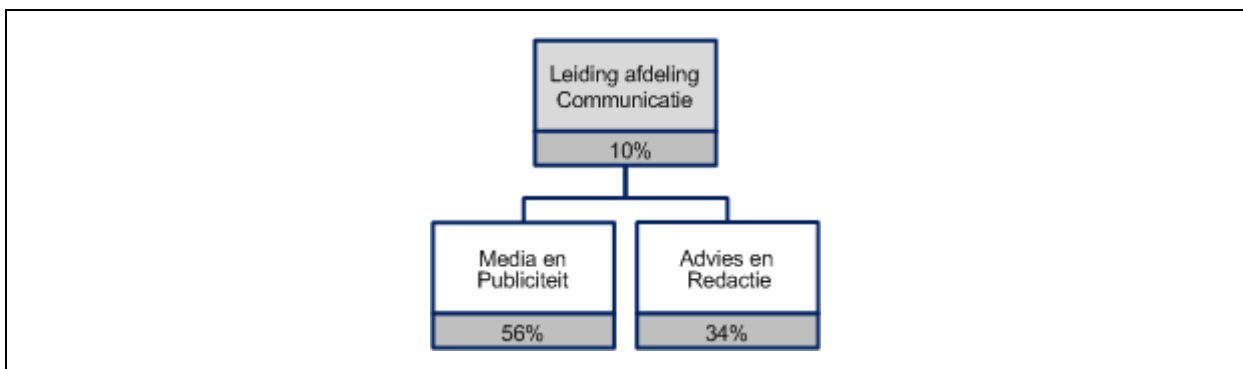 Leiding afdeling
Communicatie
10%
Media en
Publiciteit
56%
Advies en
Redactie
34%